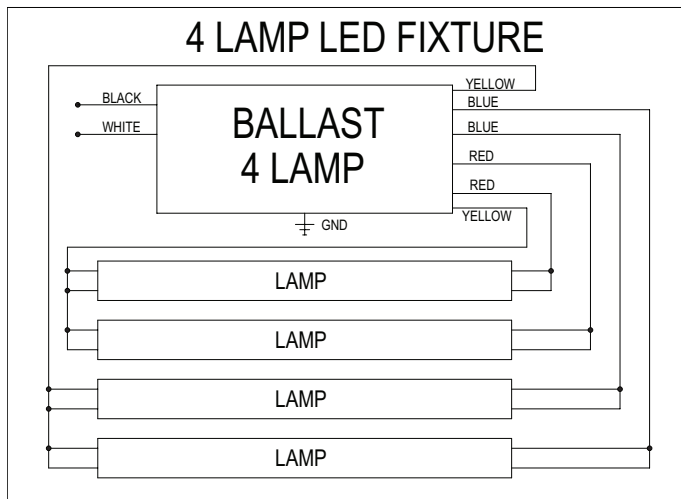 4 LAMP LED FIXTURE
YELLOW
BLACK
BLUE
WHITE
BALLAST
BLUE
4 LAMP
RED
RED
YELLOW
GND
LAMP
LAMP
LAMP
LAMP